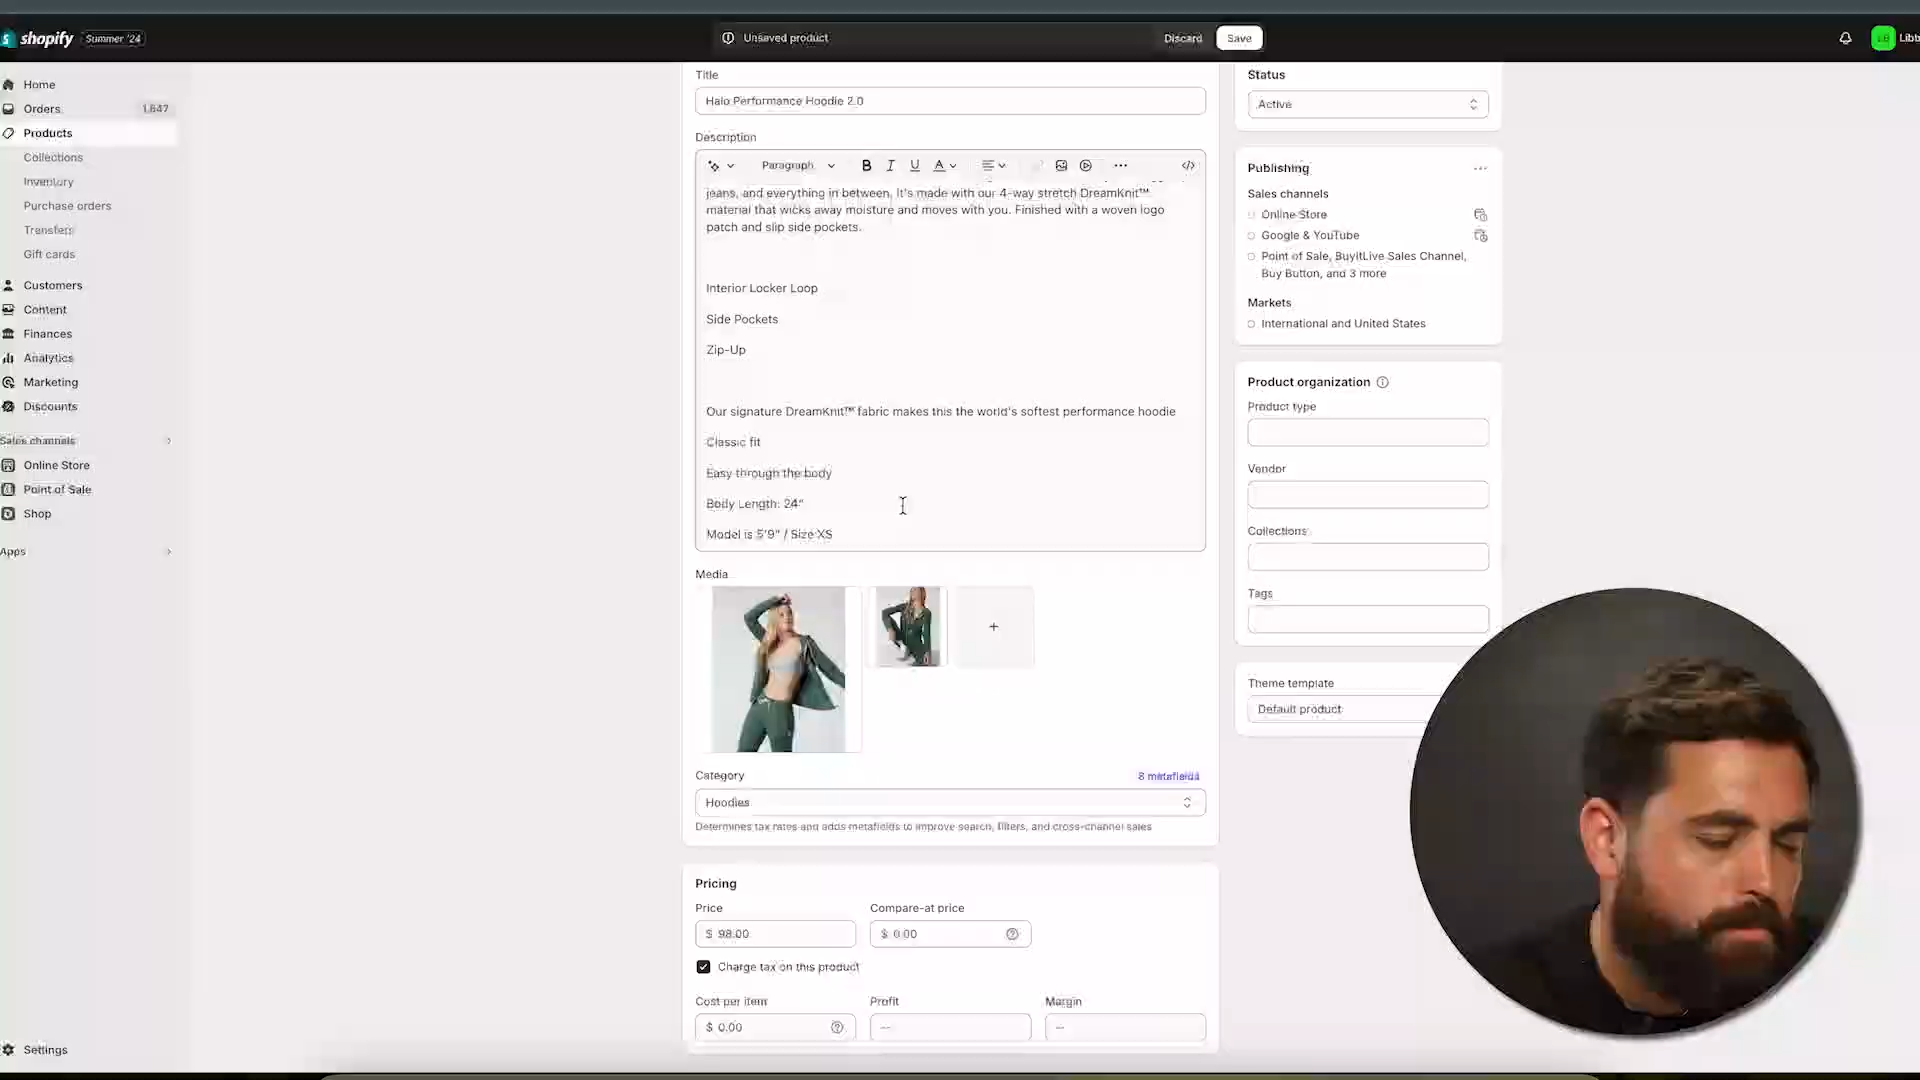 shopify Summer '24
Unsaved product Discard Save
Home
Orders 1,647
Products
Collections
Inventory
Purchase orders
Transfers
Gift cards
Customers
Content
Finances
Analytics
Marketing
Discounts
Sales channels
Online Store
Point of Sale
Shop
Apps
Settings
Title
Halo Performance Hoodie 2.0
Description
Paragraph B I U A
jeans, and everything in between. It's made with our 4-way stretch DreamKnit™
material that wicks away moisture and moves with you. Finished with a woven logo
patch and slip side pockets.
Interior Locker Loop
Side Pockets
Zip-Up
Our signature DreamKnit™ fabric makes this the world's softest performance hoodie
Classic fit
Easy through the body
Body Length: 24"
Model is 5'9" / Size XS
Media
Category 8 metafields
Hoodies
Determines tax rates and adds metafields to improve search, filters, and cross-channel sales
Pricing
Price Compare-at price
$ 98.00 $ 0.00
Charge tax on this product
Cost per item Profit Margin
$ 0.00 -- --
Status
Active
Publishing
Sales channels
Online Store
Google & YouTube
Point of Sale, BuyItLive Sales Channel,
Buy Button, and 3 more
Markets
International and United States
Product organization
Product type
Vendor
Collections
Tags
Theme template
Default product